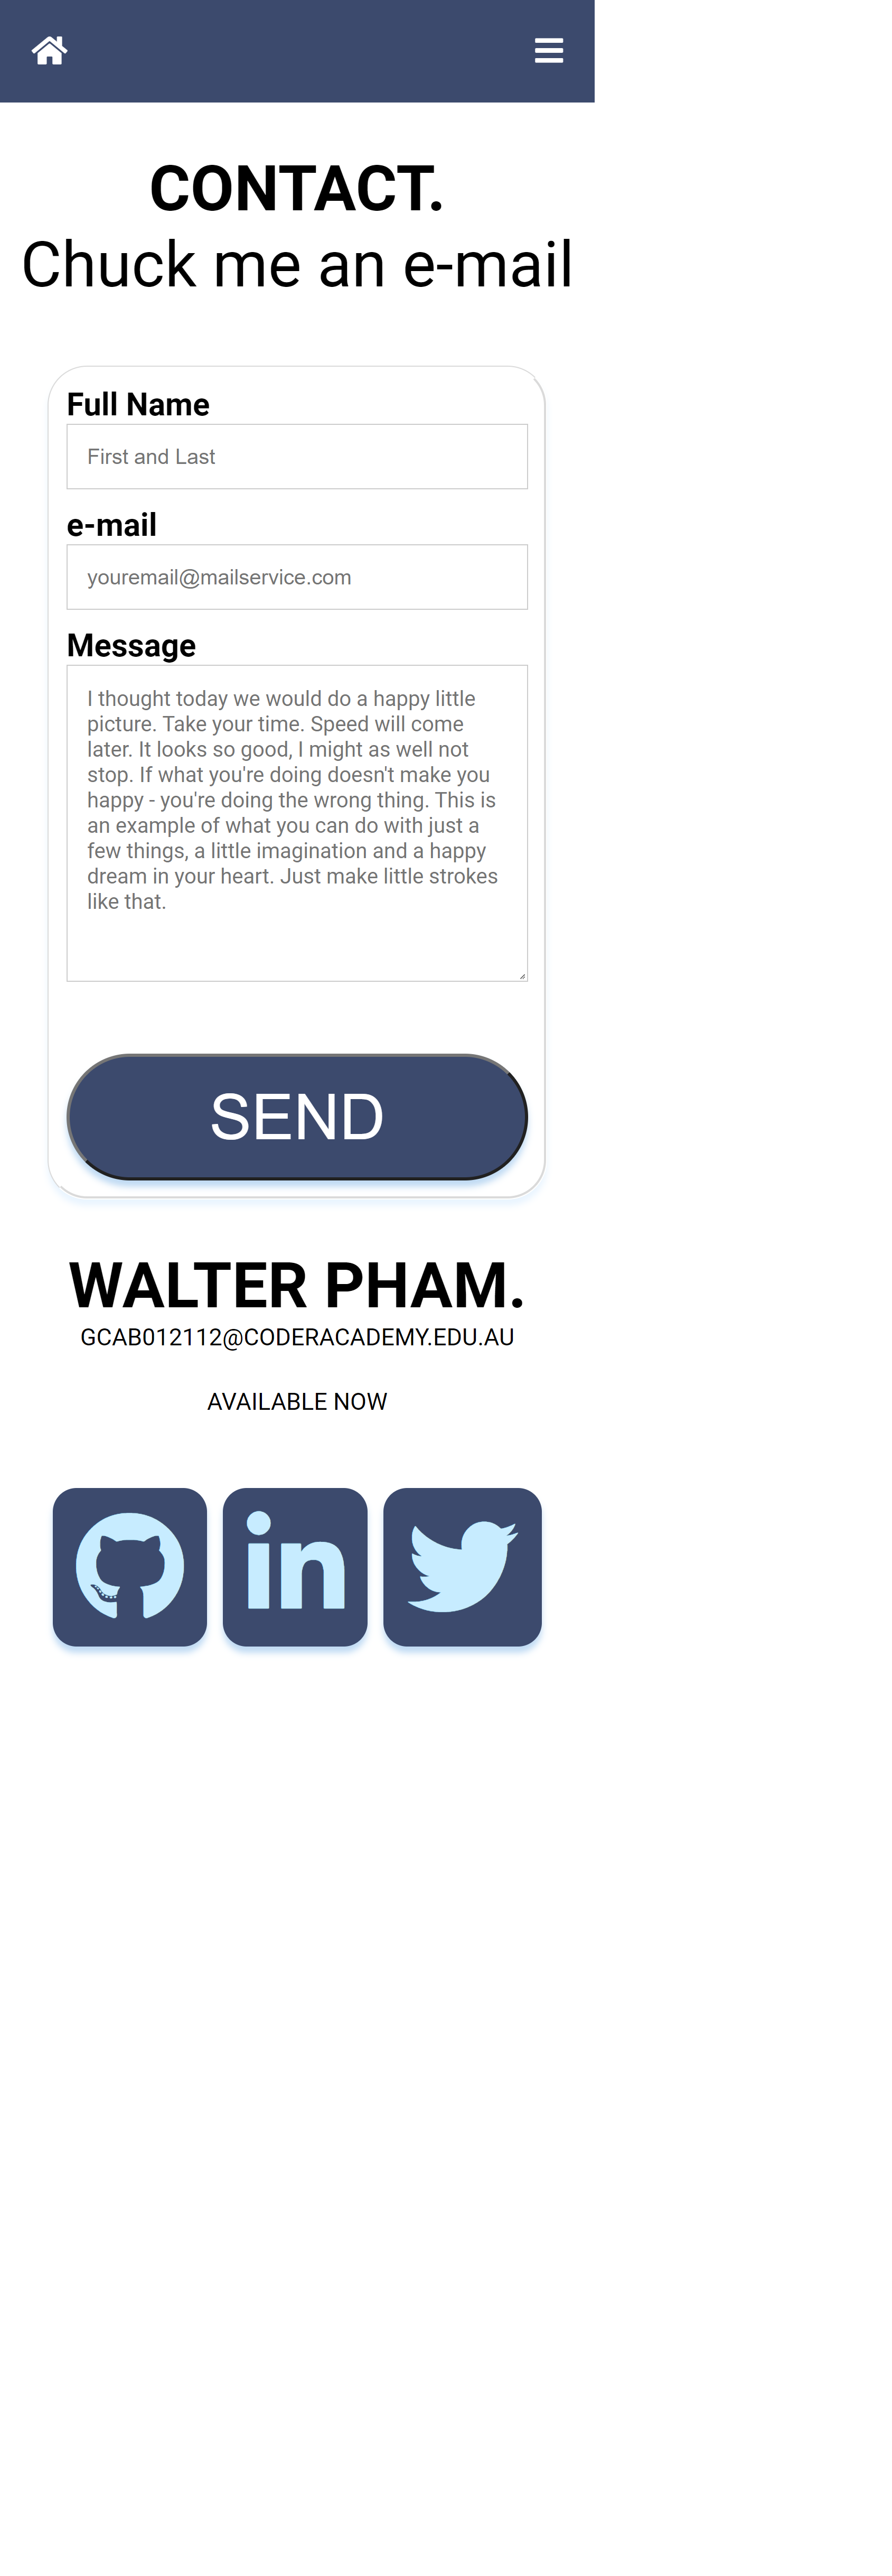 CONTACT.
Chuck me an e-mail
Full Name
First and Last
e-mail
youremail@mailservice.com
Message
I thought today we would do a happy little
picture. Take your time. Speed will come
later. It looks so good, I might as well not
stop. If what you're doing doesn't make you
happy - you're doing the wrong thing. This is
an example of what you can do with just a
few things, a little imagination and a happy
dream in your heart. Just make little strokes
like that.
SEND
WALTER PHAM.
GCAB012112@CODERACADEMY.EDU.AU
AVAILABLE NOW
in